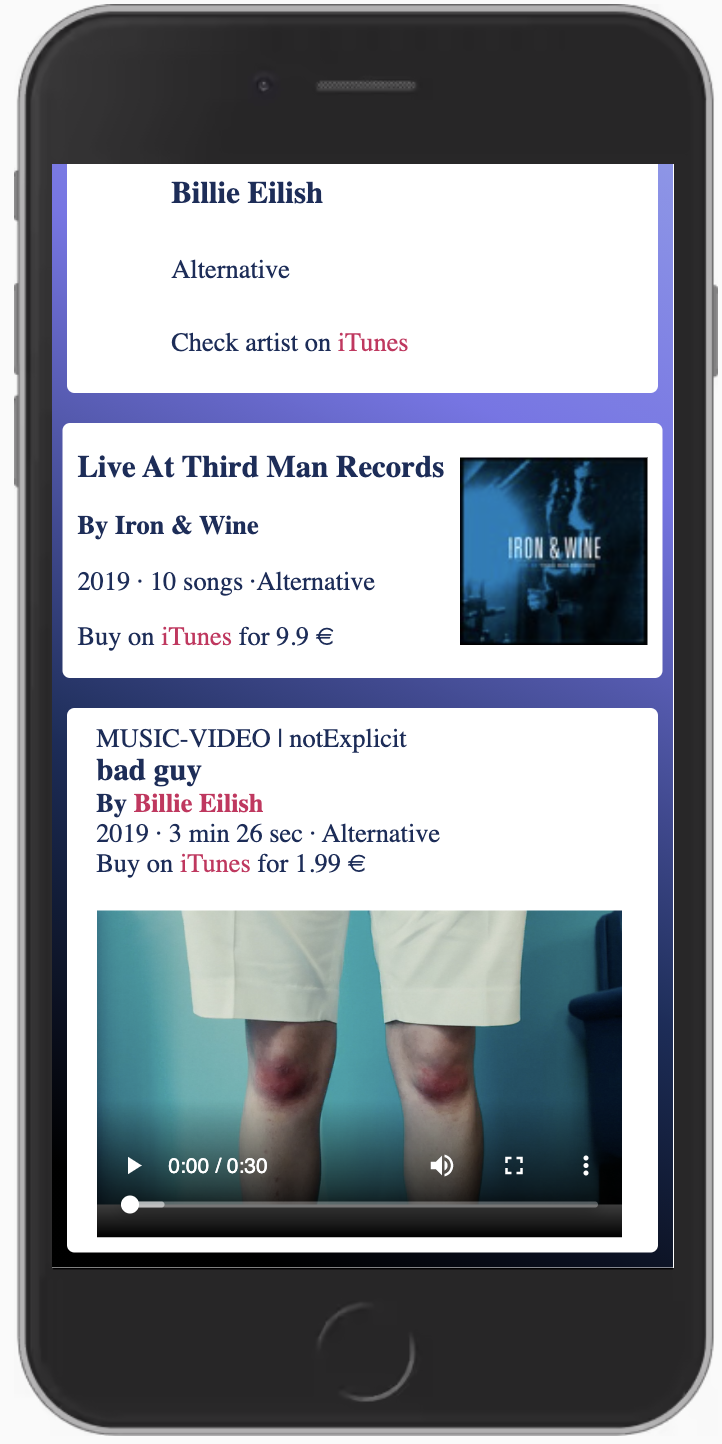 Billie Eilish
Alternative
Check artist on iTunes
Live At Third Man Records
By Iron & Wine
2019 · 10 songs ·Alternative
Buy on iTunes for 9.9 €
IRON & WINE
MUSIC-VIDEO | notExplicit
bad guy
By Billie Eilish
2019 · 3 min 26 sec · Alternative
Buy on iTunes for 1.99 €
0:00 / 0:30